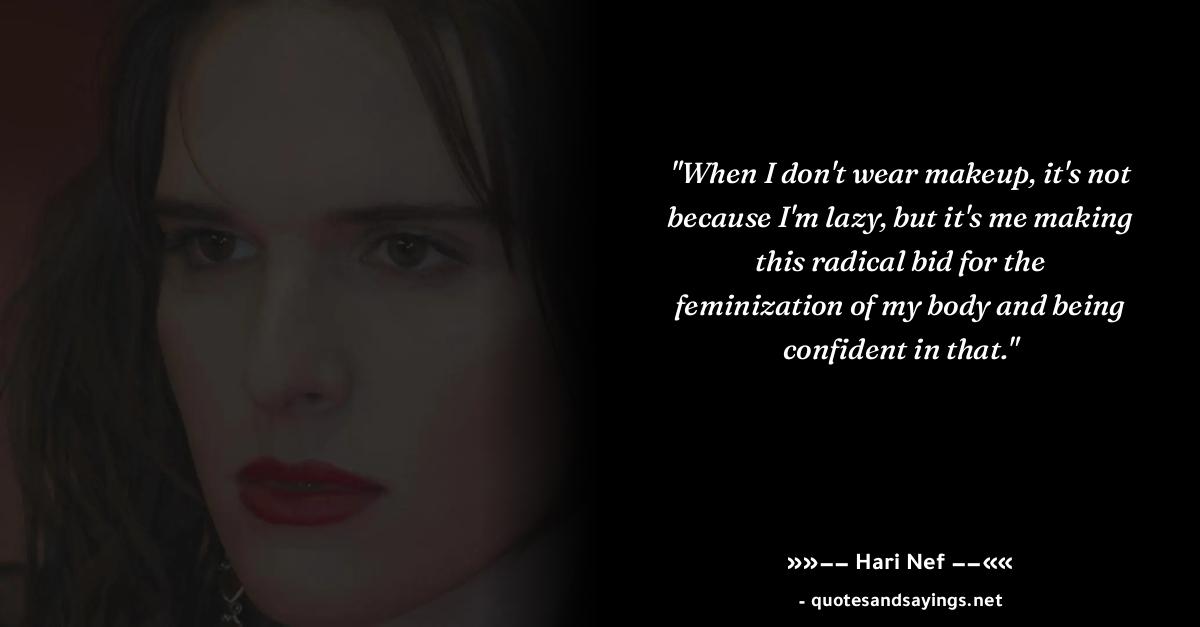 "When I don't wear makeup, it's not
because I'm lazy, but it's me making
this radical bid for the
feminization of my body and being
confident in that."
»»−− Hari Nef −−««
- quotesandsayings.net